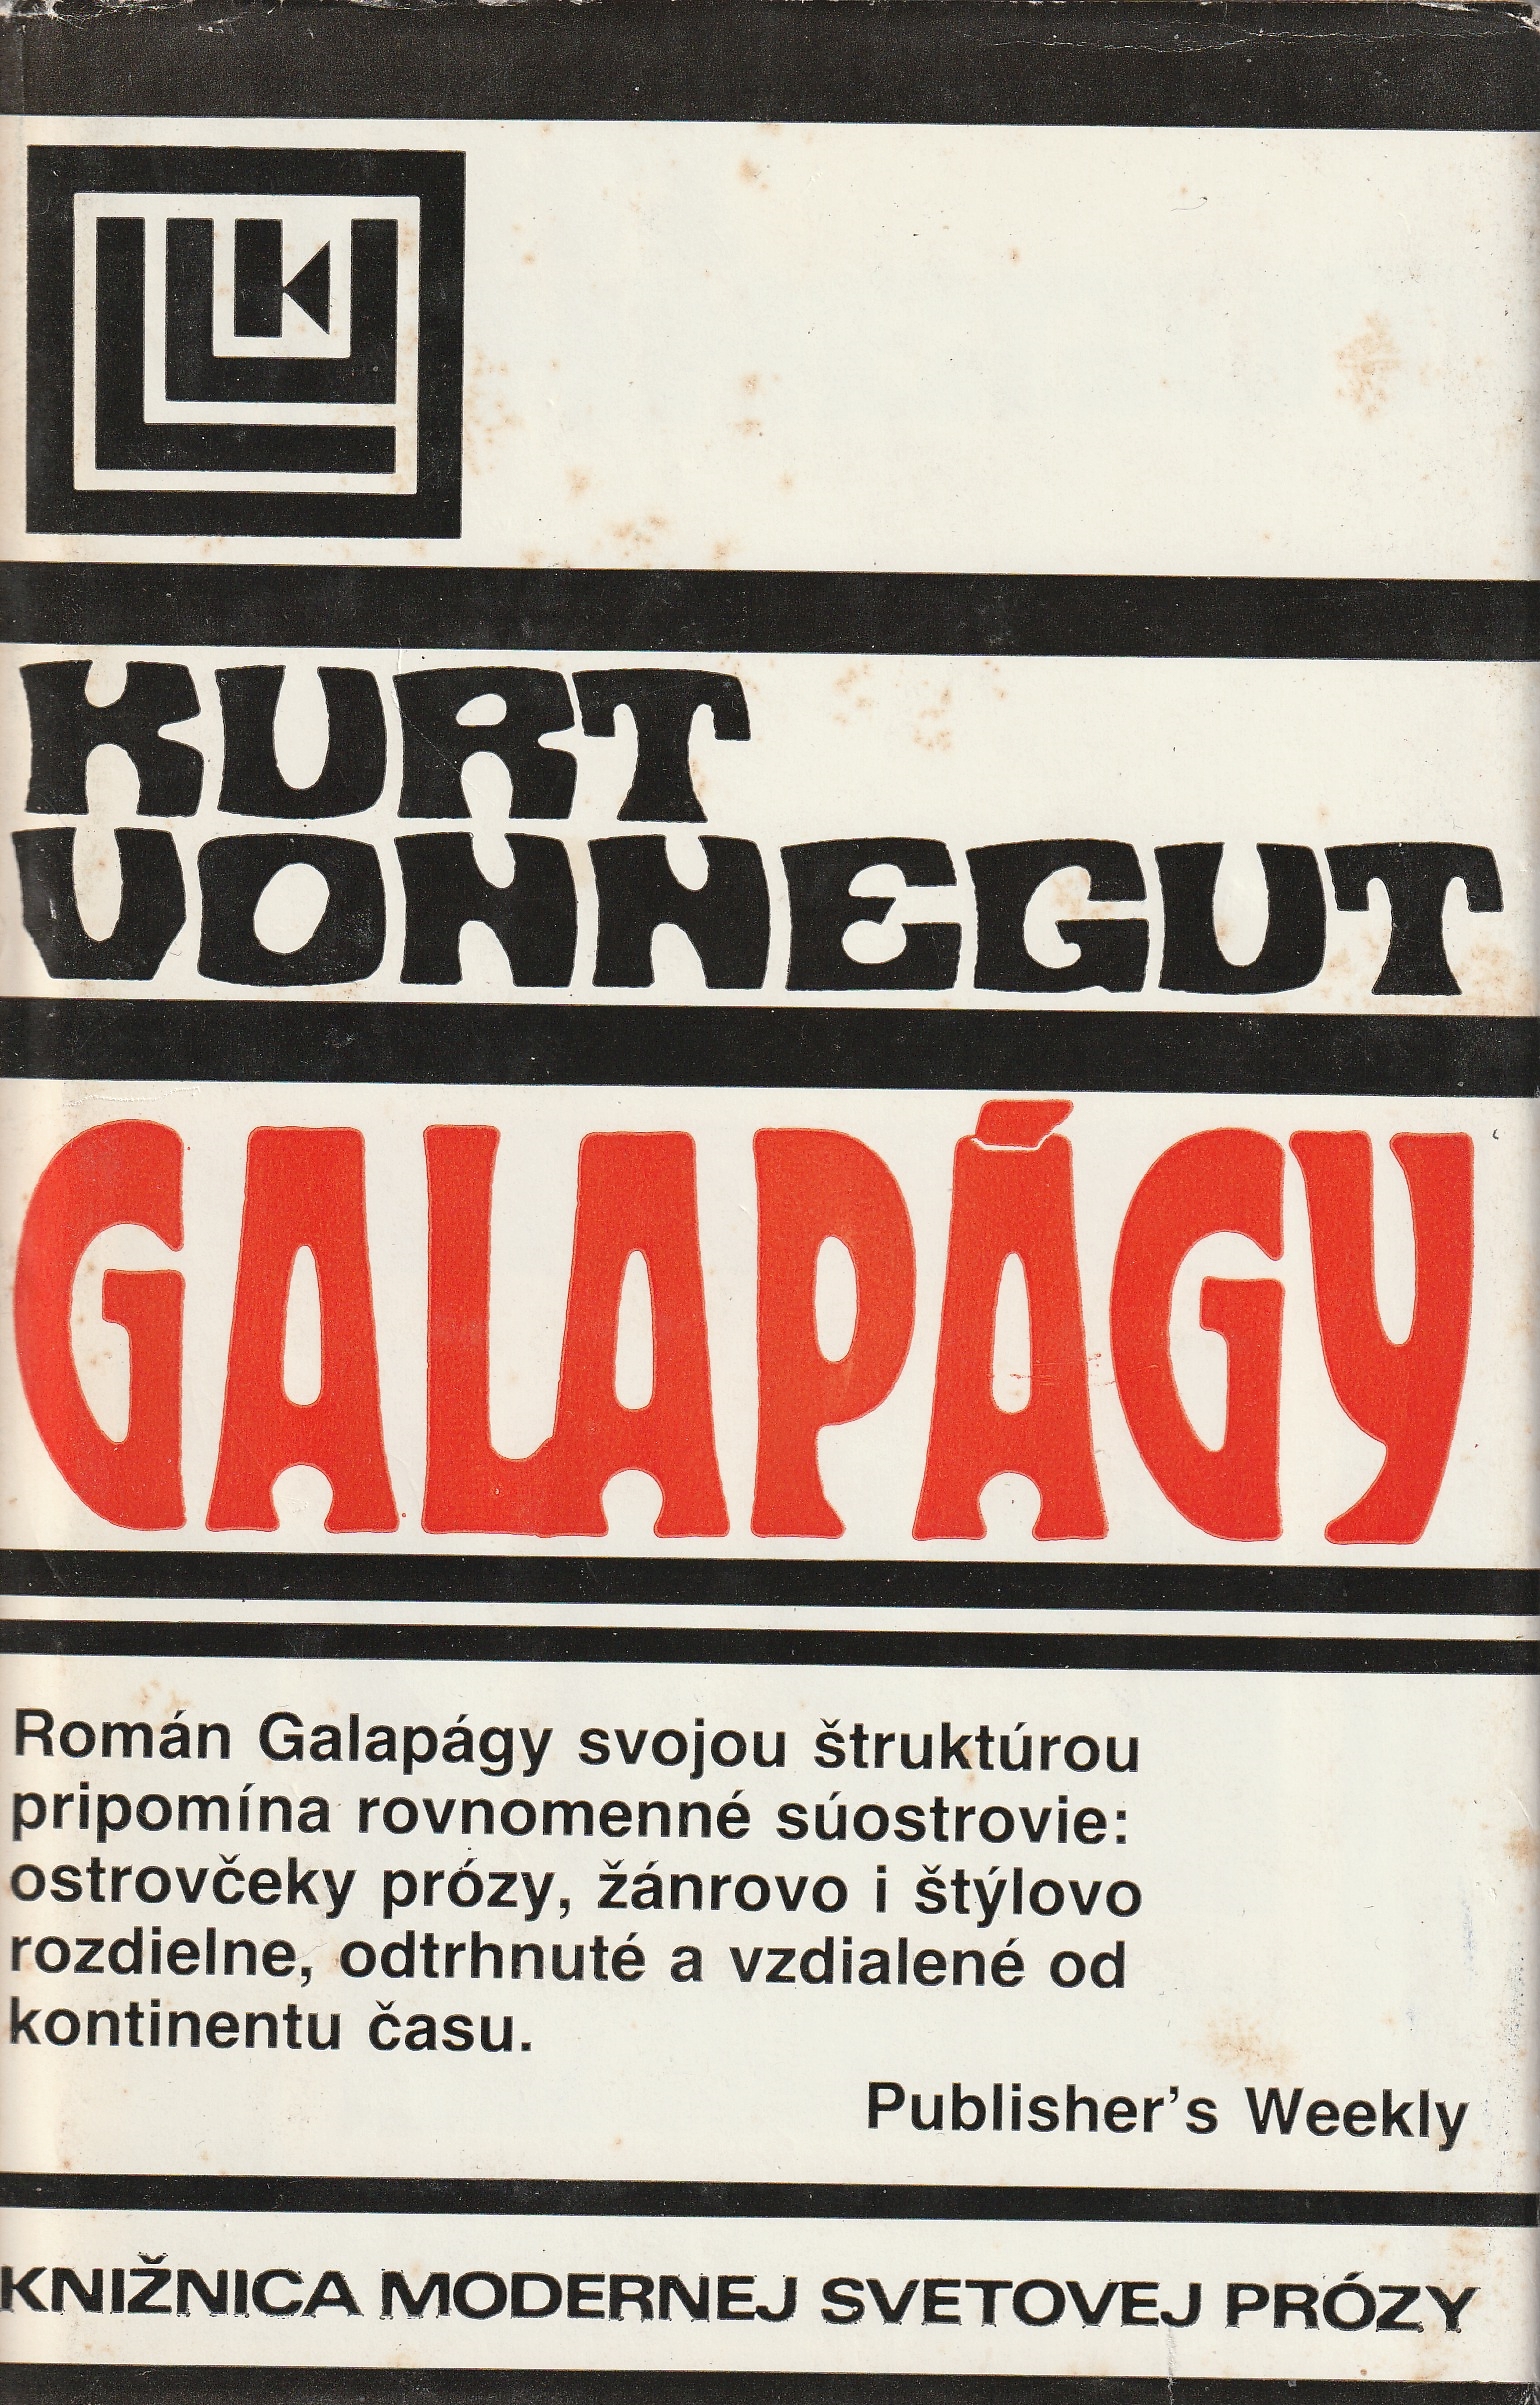 KURT
VONNEGUT
GALAPÁGY
Román Galapágy svojou štruktúrou
pripomína rovnomenné súostrovie:
ostrovčeky prózy, žánrovo i štýlovo
rozdielne, odtrhnuté a vzdialené od
kontinentu času.
Publisher's Weekly
KNIŽNICA MODERNEJ SVETOVEJ PRÓZY